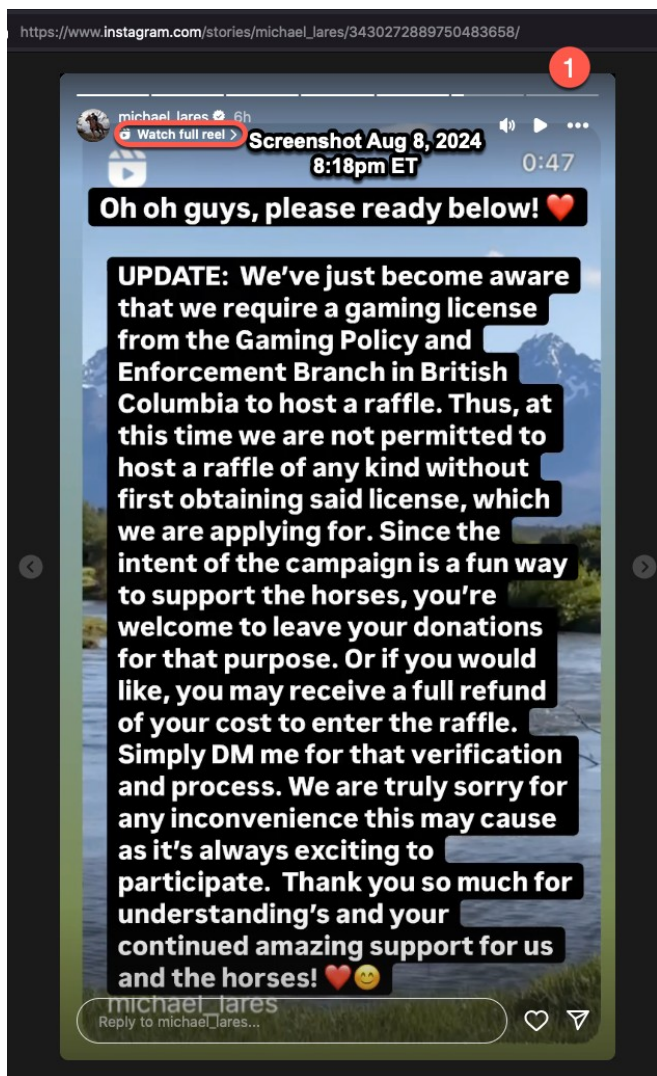 https://www.instagram.com/stories/michael_lares/3430272889750483658/
1
michael_lares 6h
Watch full reel >
Screenshot Aug 8, 2024
8:18pm ET
0:47
Oh oh guys, please ready below! ❤️
UPDATE: We've just become aware
that we require a gaming license
from the Gaming Policy and
Enforcement Branch in British
Columbia to host a raffle. Thus, at
this time we are not permitted to
host a raffle of any kind without
first obtaining said license, which
we are applying for. Since the
intent of the campaign is a fun way
to support the horses, you're
welcome to leave your donations
for that purpose. Or if you would
like, you may receive a full refund
of your cost to enter the raffle.
Simply DM me for that verification
and process. We are truly sorry for
any inconvenience this may cause
as it's always exciting to
participate. Thank you so much for
understanding's and your
continued amazing support for us
and the horses! ❤️😊
michael_lares
Reply to michael_lares...